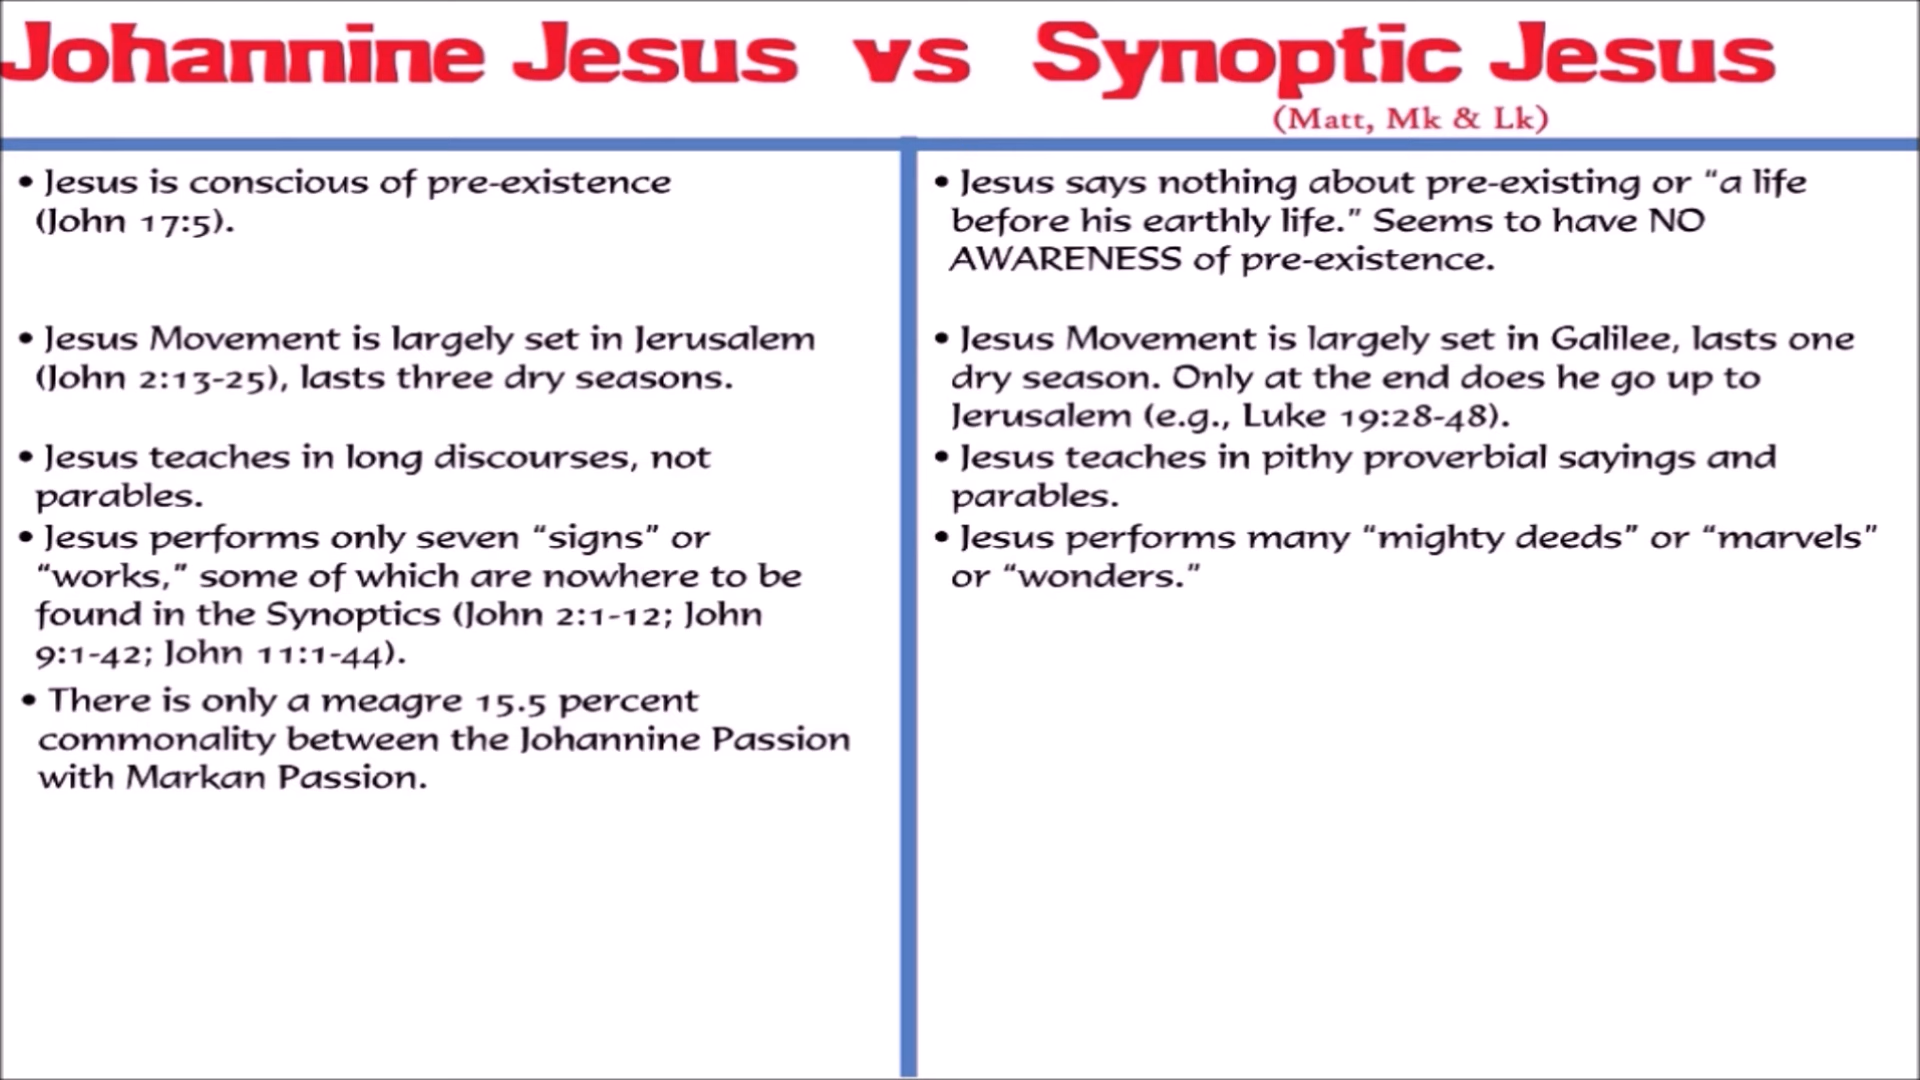 Johannine Jesus vs Synoptic Jesus
(Matt, Mk & Lk)
• Jesus is conscious of pre-existence
(John 17:5).
• Jesus Movement is largely set in Jerusalem
(John 2:13-25), lasts three dry seasons.
• Jesus teaches in long discourses, not
parables.
• Jesus performs only seven “signs” or
“works,” some of which are nowhere to be
found in the Synoptics (John 2:1-12; John
9:1-42; John 11:1-44).
• There is only a meagre 15.5 percent
commonality between the Johannine Passion
with Markan Passion.
• Jesus says nothing about pre-existing or “a life
before his earthly life.” Seems to have NO
AWARENESS of pre-existence.
• Jesus Movement is largely set in Galilee, lasts one
dry season. Only at the end does he go up to
Jerusalem (e.g., Luke 19:28-48).
• Jesus teaches in pithy proverbial sayings and
parables.
• Jesus performs many “mighty deeds” or “marvels”
or “wonders.”